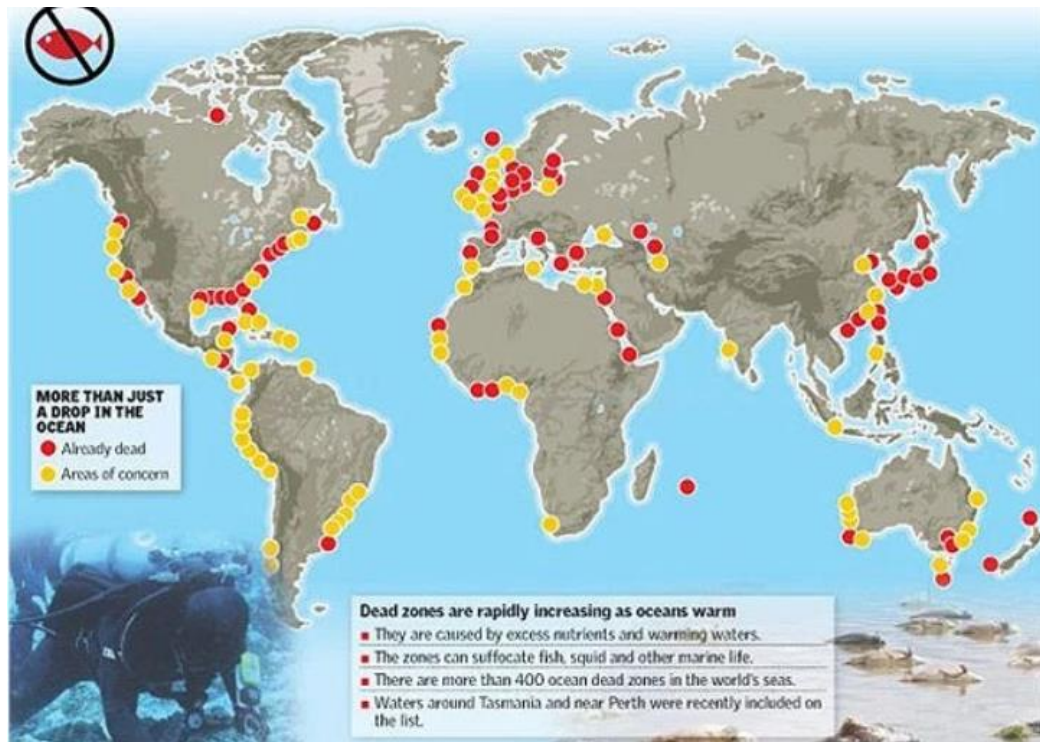 MORE THAN JUST
A DROP IN THE
OCEAN
Already dead
Areas of concern
Dead zones are rapidly increasing as oceans warm
They are caused by excess nutrients and warming waters.
The zones can suffocate fish, squid and other marine life.
There are more than 400 ocean dead zones in the world's seas.
Waters around Tasmania and near Perth were recently included on
the list.